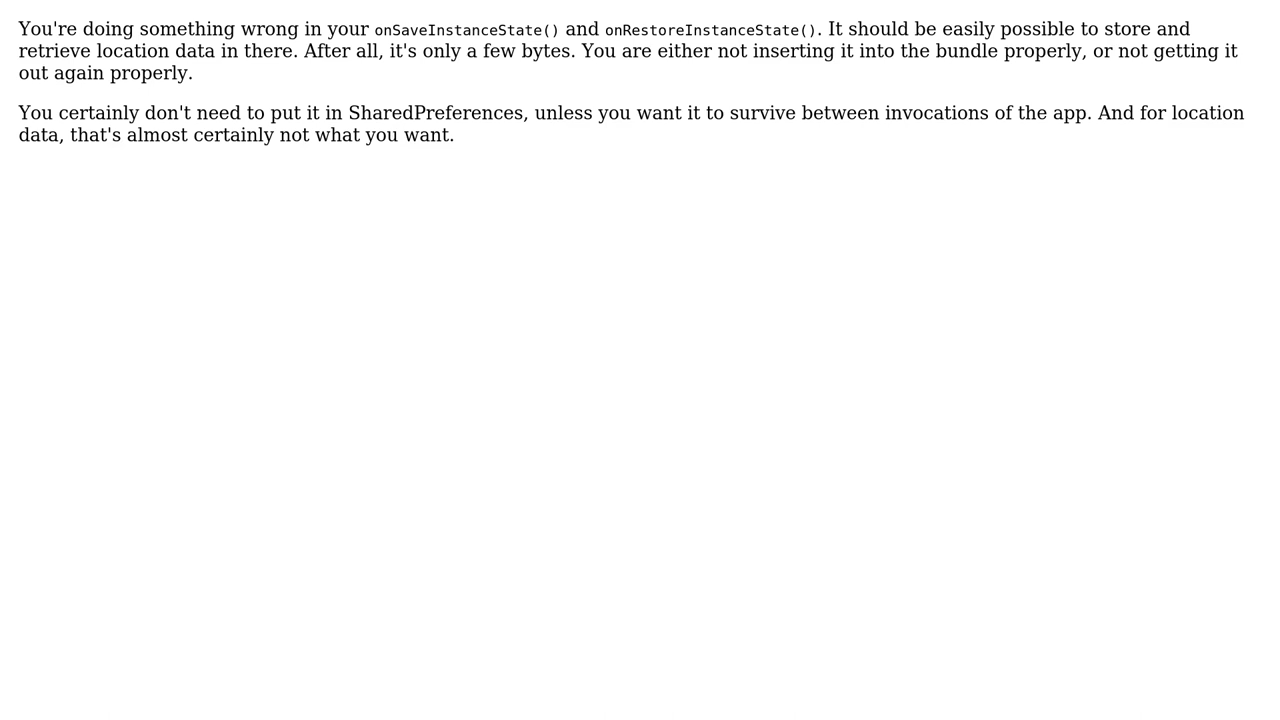 You're doing something wrong in your onSaveInstanceState() and onRestoreInstanceState(). It should be easily possible to store and
retrieve location data in there. After all, it's only a few bytes. You are either not inserting it into the bundle properly, or not getting it
out again properly.
You certainly don't need to put it in SharedPreferences, unless you want it to survive between invocations of the app. And for location
data, that's almost certainly not what you want.